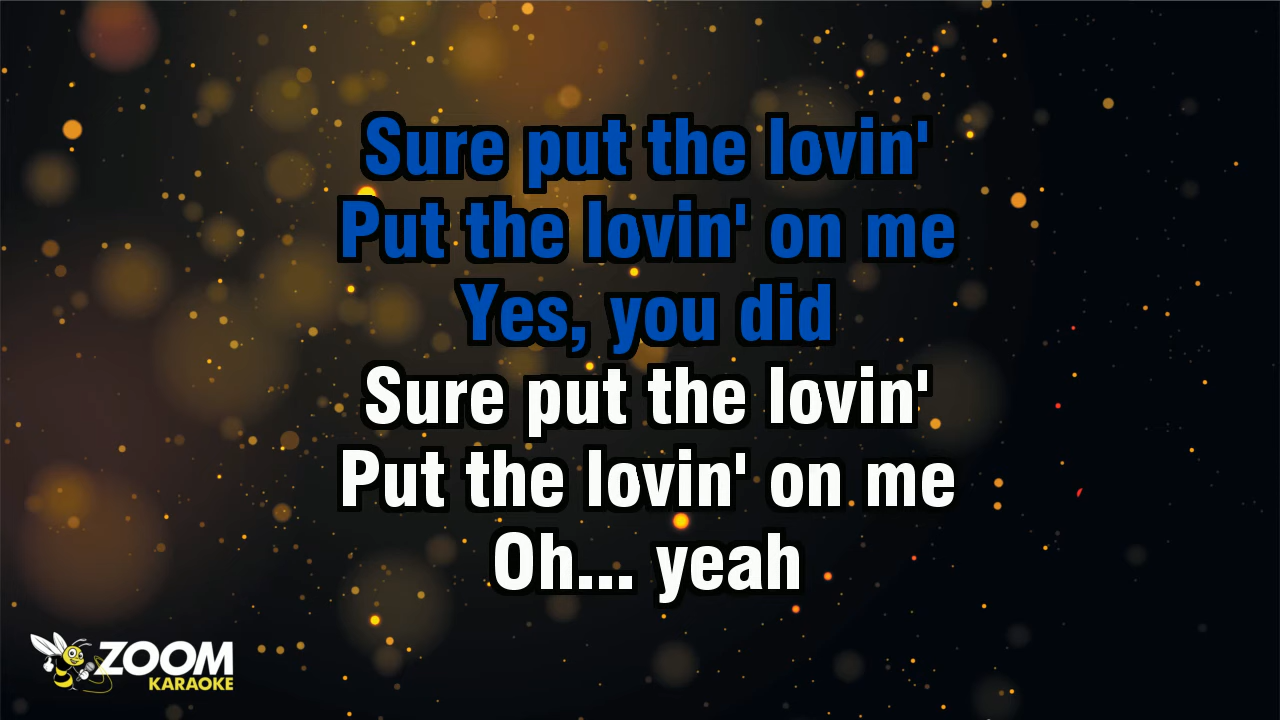 Sure put the lovin'
Put the lovin' on me
Yes, you did
Sure put the lovin'
Put the lovin' on me
Oh... yeah
ZOOM
KARAOKE